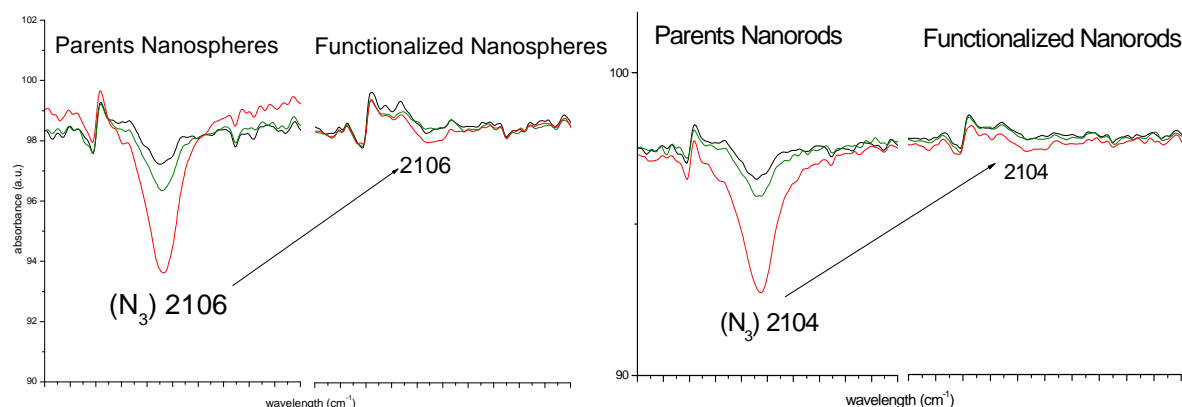 Parents Nanospheres
Functionalized Nanospheres
102
100
98
96
94
92
90
absorbance (a.u.)
2106
(N₃) 2106
wavelength (cm⁻¹)
Parents Nanorods
Functionalized Nanorods
100
90
2104
(N₃) 2104
wavelength (cm⁻¹)